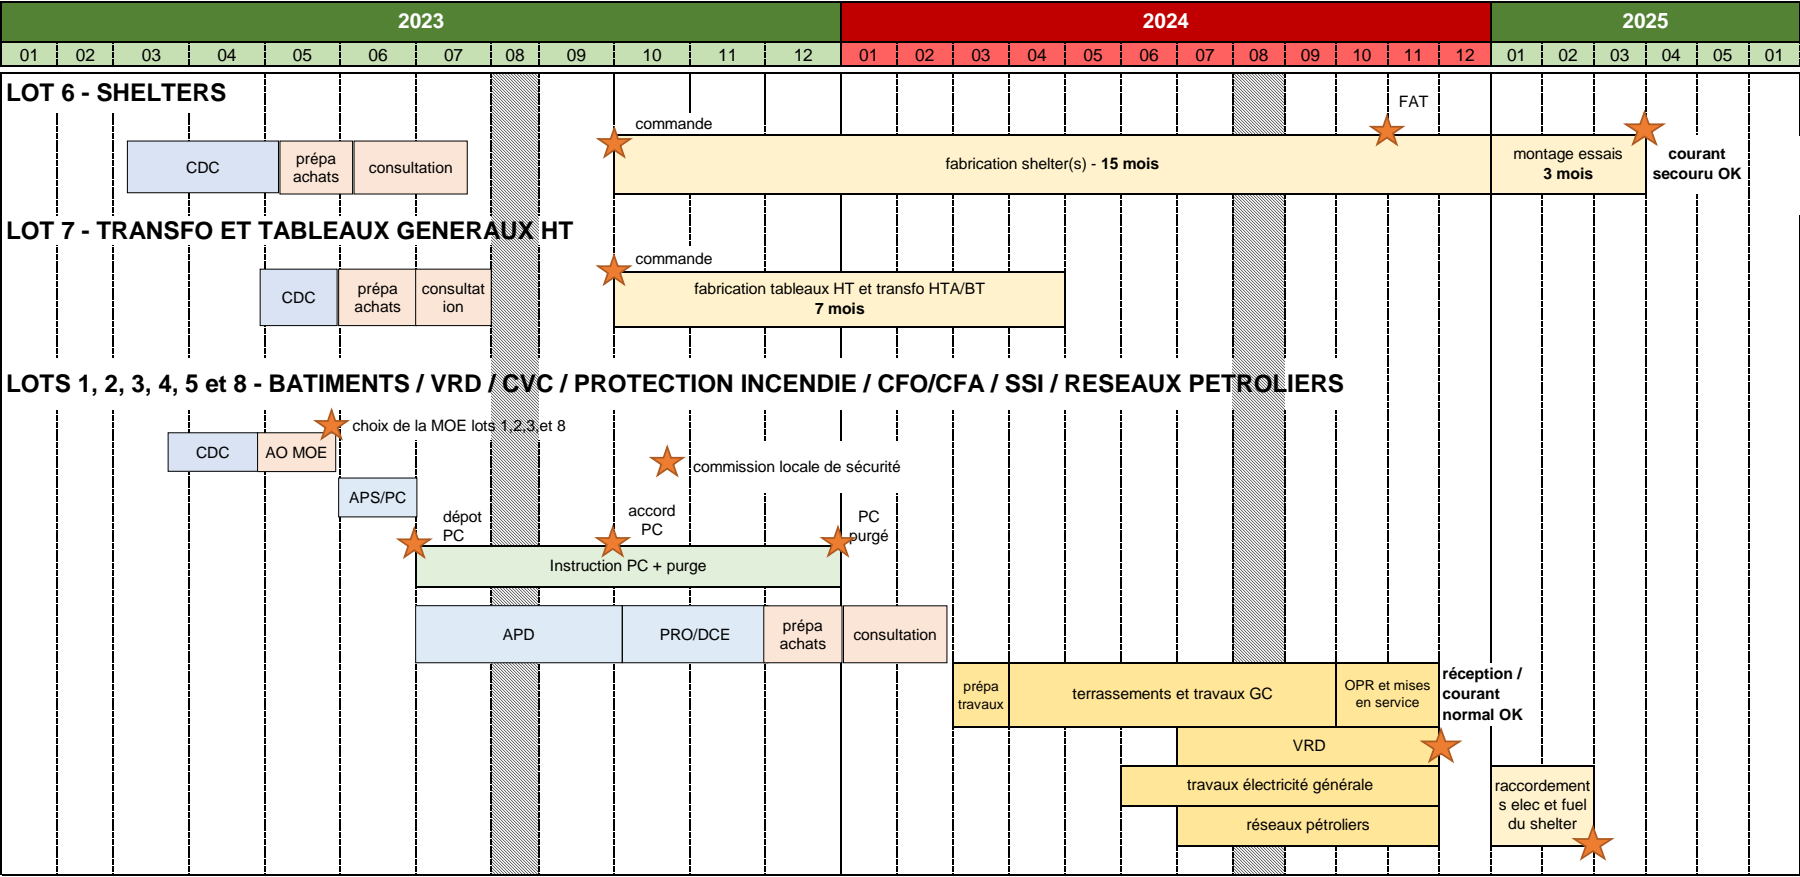 2023 2024 2025
01 02 03 04 05 06 07 08 09 10 11 12 01 02 03 04 05 06 07 08 09 10 11 12 01 02 03 04 05 01
LOT 6 - SHELTERS
FAT
commande
CDC
prépa
achats
consultation
fabrication shelter(s) - 15 mois
montage essais
3 mois
courant
secouru OK
LOT 7 - TRANSFO ET TABLEAUX GENERAUX HT
commande
CDC
prépa
achats
consultat
ion
fabrication tableaux HT et transfo HTA/BT
7 mois
LOTS 1, 2, 3, 4, 5 et 8 - BATIMENTS / VRD / CVC / PROTECTION INCENDIE / CFO/CFA / SSI / RESEAUX PETROLIERS
choix de la MOE lots 1,2,3,et 8
CDC
AO MOE
commission locale de sécurité
APS/PC
dépot
PC
accord
PC
PC
purgé
Instruction PC + purge
APD
PRO/DCE
prépa
achats
consultation
prépa
travaux
terrassements et travaux GC
OPR et mises
en service
réception /
courant
normal OK
VRD
travaux électricité générale
réseaux pétroliers
raccordement
s elec et fuel
du shelter